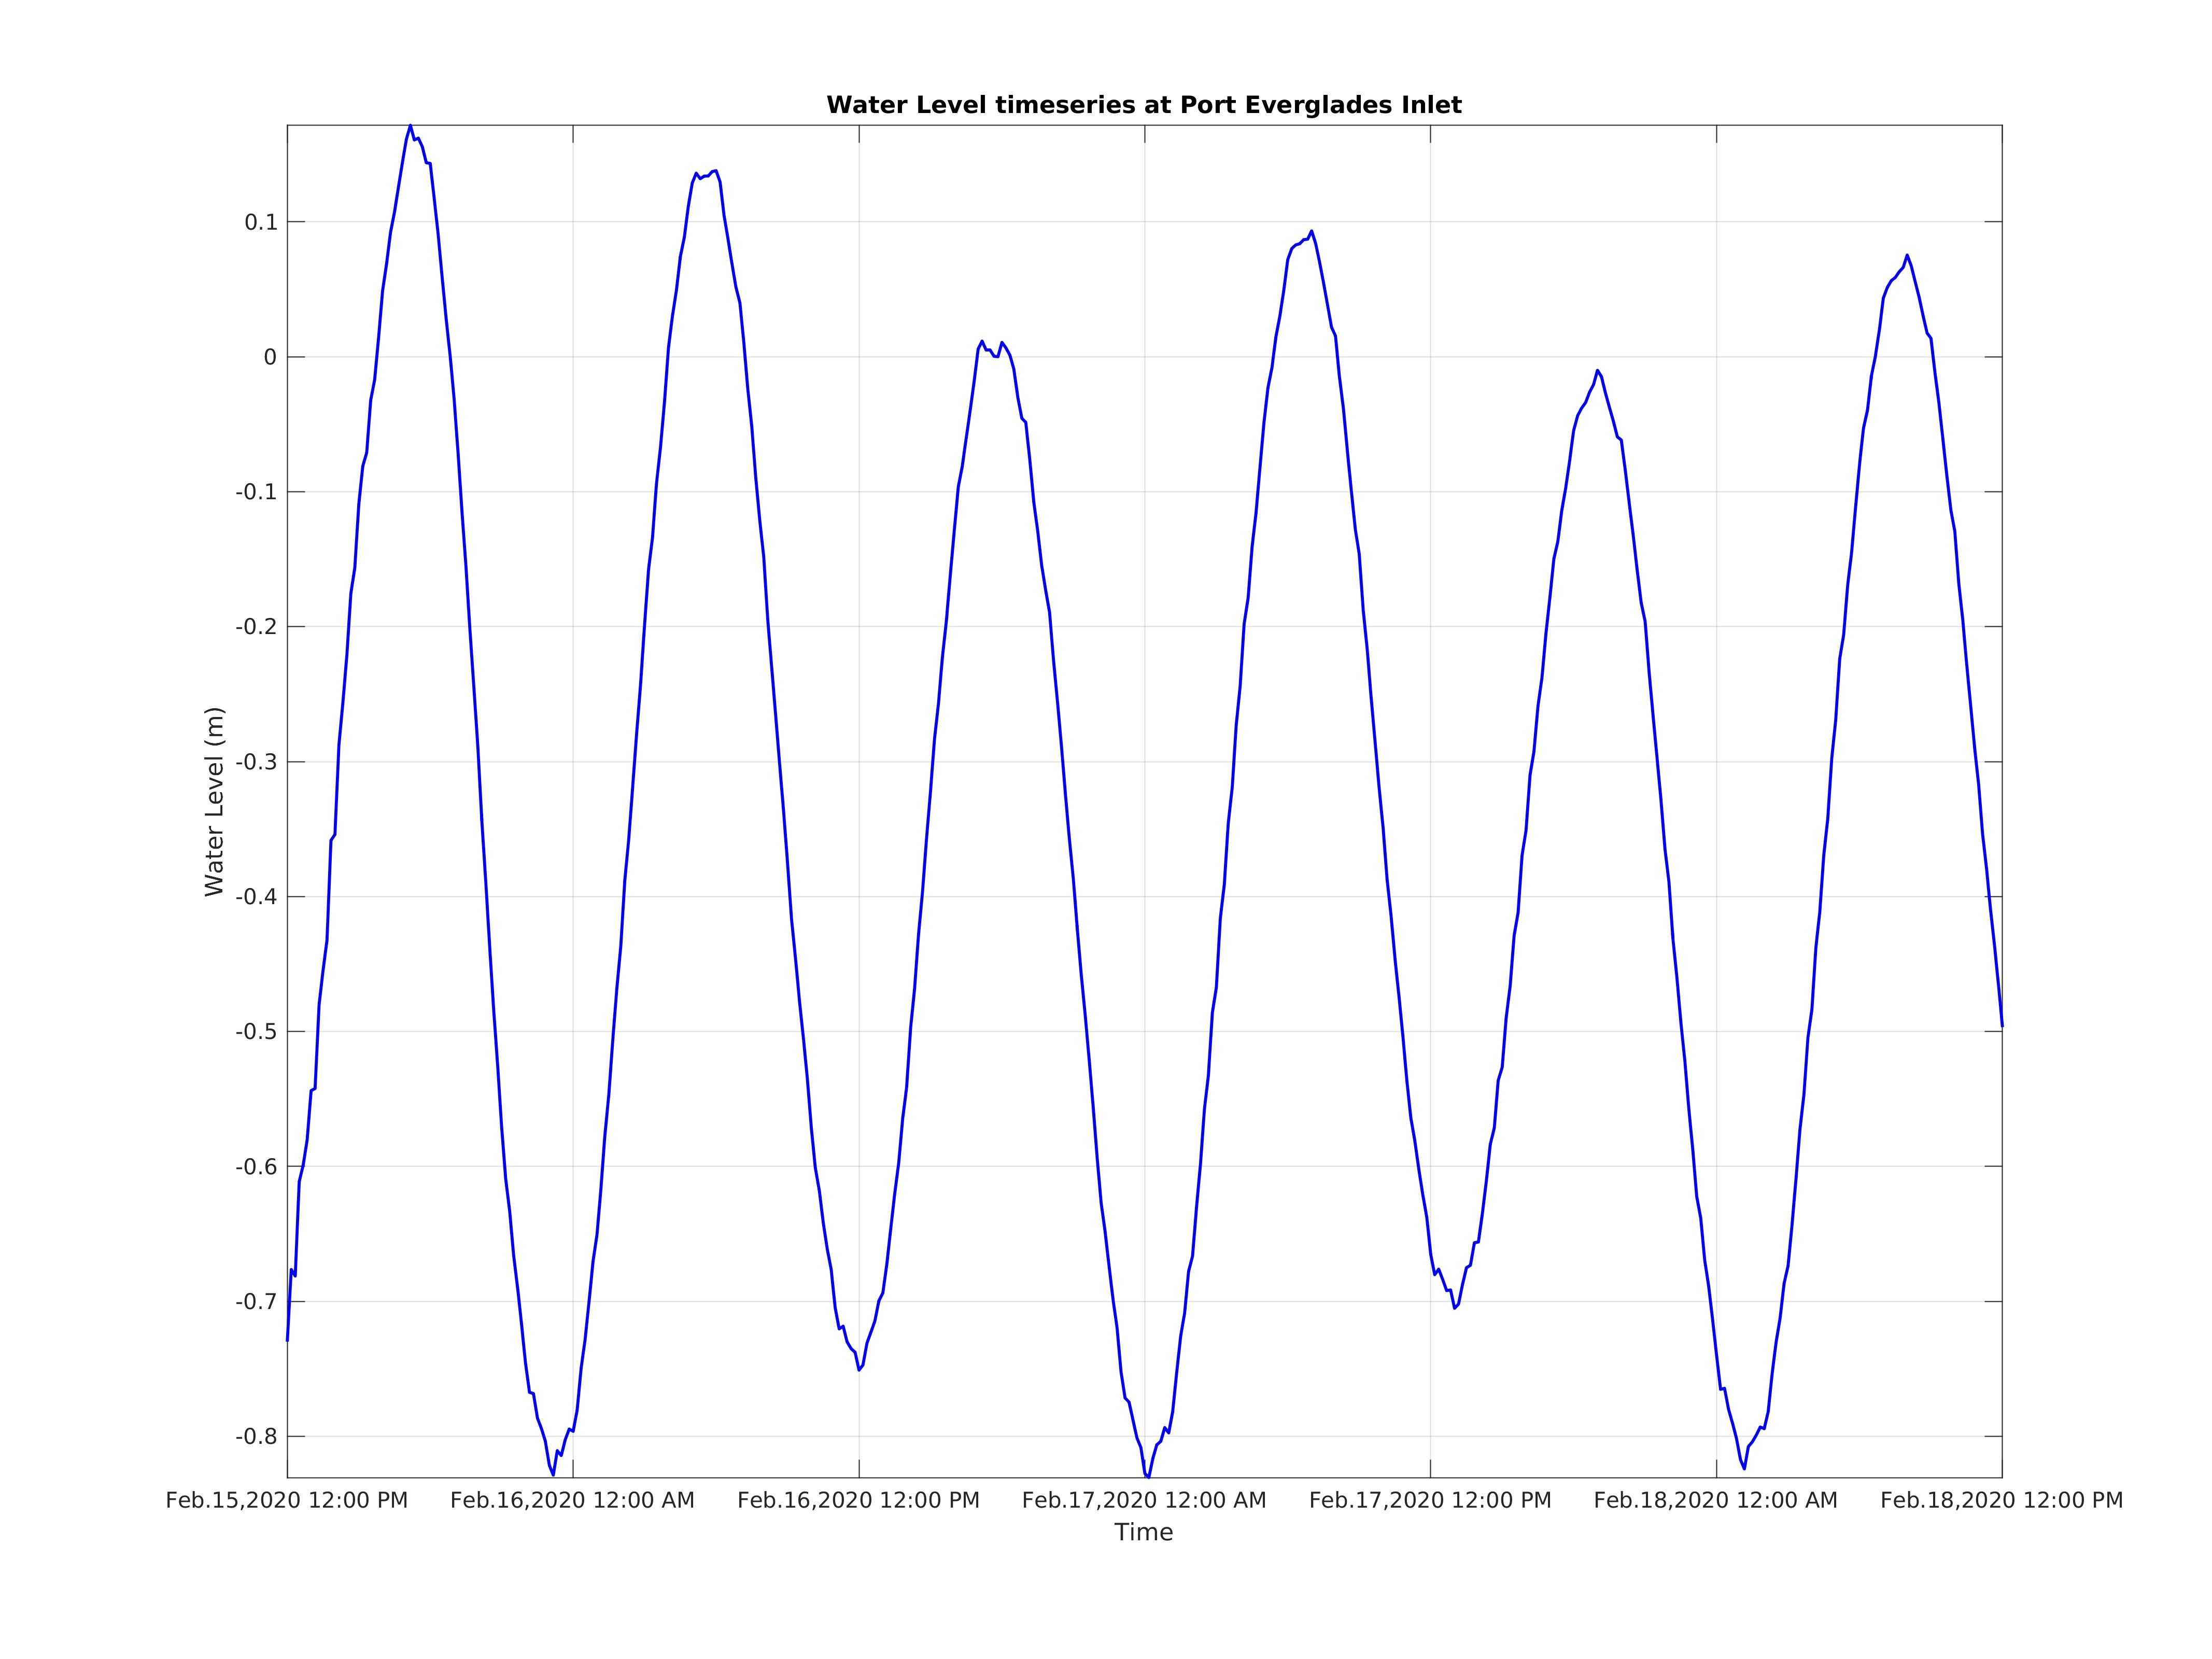 Water Level timeseries at Port Everglades Inlet
0.1
0
-0.1
-0.2
-0.3
-0.4
-0.5
-0.6
-0.7
-0.8
Water Level (m)
Feb.15,2020 12:00 PM Feb.16,2020 12:00 AM Feb.16,2020 12:00 PM Feb.17,2020 12:00 AM Feb.17,2020 12:00 PM Feb.18,2020 12:00 AM Feb.18,2020 12:00 PM
Time